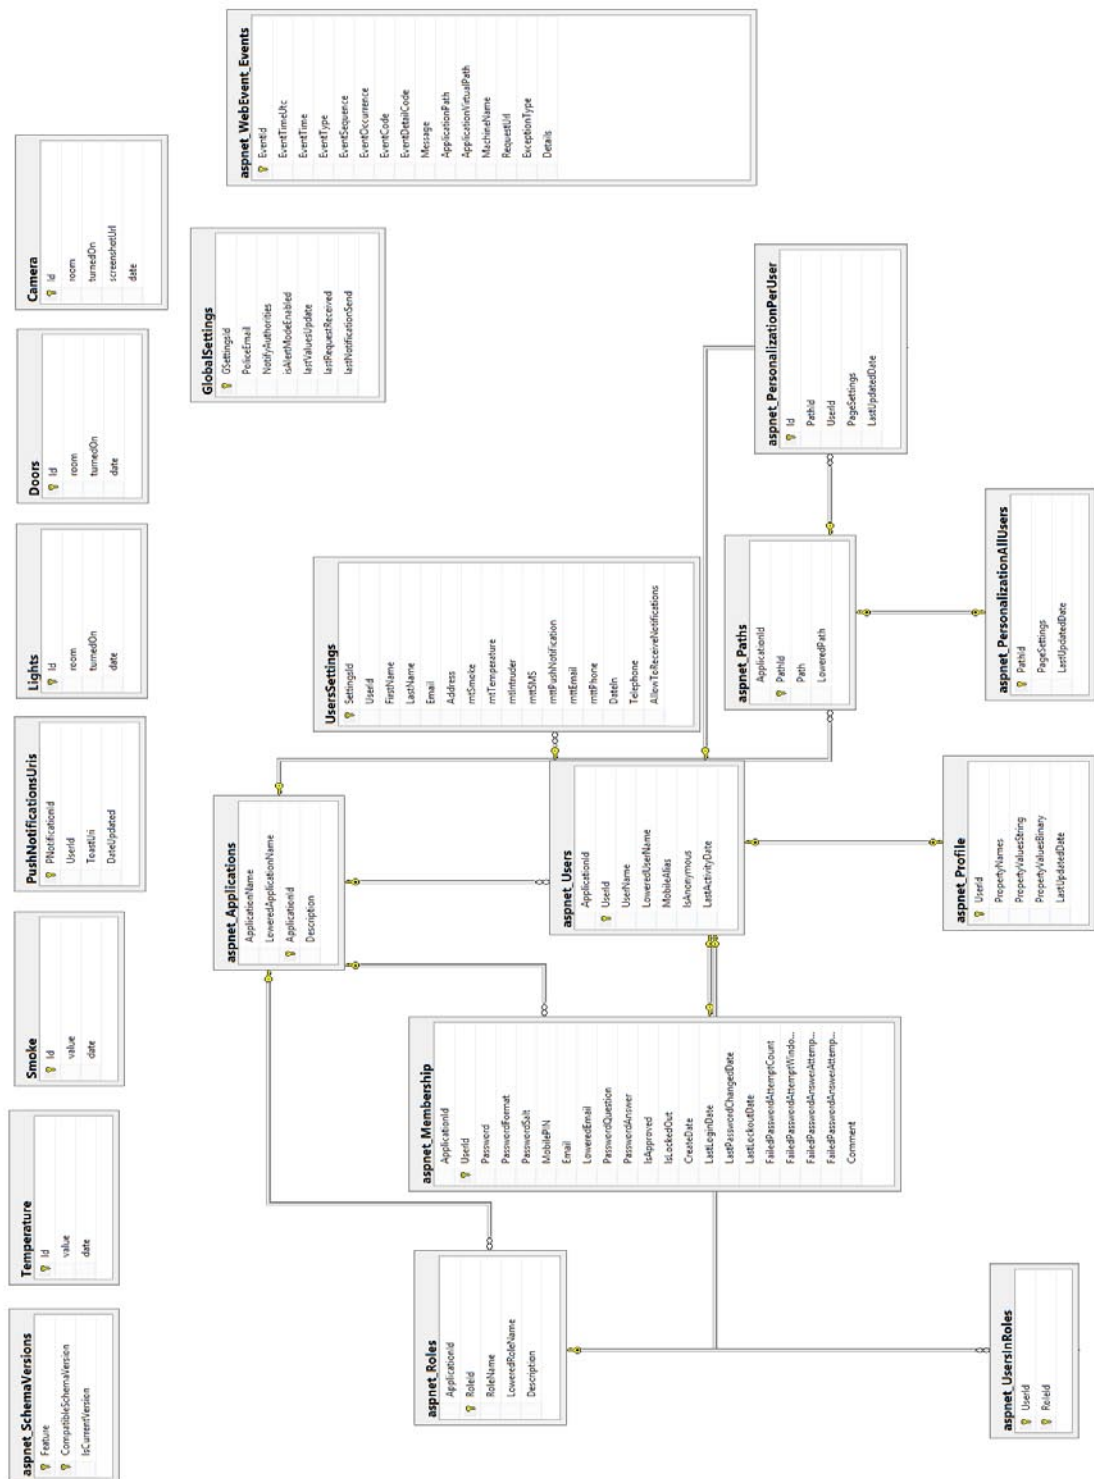 aspnet_SchemaVersions
Feature
CompatibleSchemaVersion
IsCurrentVersion
Temperature
Id
value
date
Smoke
Id
value
date
PushNotificationsUris
PNotificationId
UserId
ToastUri
DateUpdated
Lights
Id
room
turnedOn
date
Doors
Id
room
turnedOn
date
Camera
Id
room
turnedOn
screenshotUrl
date
GlobalSettings
GSettingsId
PoliceEmail
NotifyAuthorities
isAlertModeEnabled
lastValuesUpdate
lastRequestReceived
lastNotificationSend
aspnet_WebEvent_Events
EventId
EventTimeUtc
EventTime
EventType
EventSequence
EventOccurrence
EventCode
EventDetailCode
Message
ApplicationPath
ApplicationVirtualPath
MachineName
RequestUrl
ExceptionType
Details
aspnet_Applications
ApplicationName
LoweredApplicationName
ApplicationId
Description
UsersSettings
SettingsId
UserId
FirstName
LastName
Email
Address
mtSmoke
mtTemperature
mtIntruder
mttSMS
mttPushNotification
mttEmail
mttPhone
DateIn
Telephone
AllowToReceiveNotifications
aspnet_Roles
ApplicationId
RoleId
RoleName
LoweredRoleName
Description
aspnet_Membership
ApplicationId
UserId
Password
PasswordFormat
PasswordSalt
MobilePIN
Email
LoweredEmail
PasswordQuestion
PasswordAnswer
IsApproved
IsLockedOut
CreateDate
LastLoginDate
LastPasswordChangedDate
LastLockoutDate
FailedPasswordAttemptCount
FailedPasswordAttemptWindo...
FailedPasswordAnswerAttemp...
FailedPasswordAnswerAttemp...
Comment
aspnet_Users
ApplicationId
UserId
UserName
LoweredUserName
MobileAlias
IsAnonymous
LastActivityDate
aspnet_Paths
ApplicationId
PathId
Path
LoweredPath
aspnet_PersonalizationPerUser
Id
PathId
UserId
PageSettings
LastUpdatedDate
aspnet_UsersInRoles
UserId
RoleId
aspnet_Profile
UserId
PropertyNames
PropertyValuesString
PropertyValuesBinary
LastUpdatedDate
aspnet_PersonalizationAllUsers
PathId
PageSettings
LastUpdatedDate